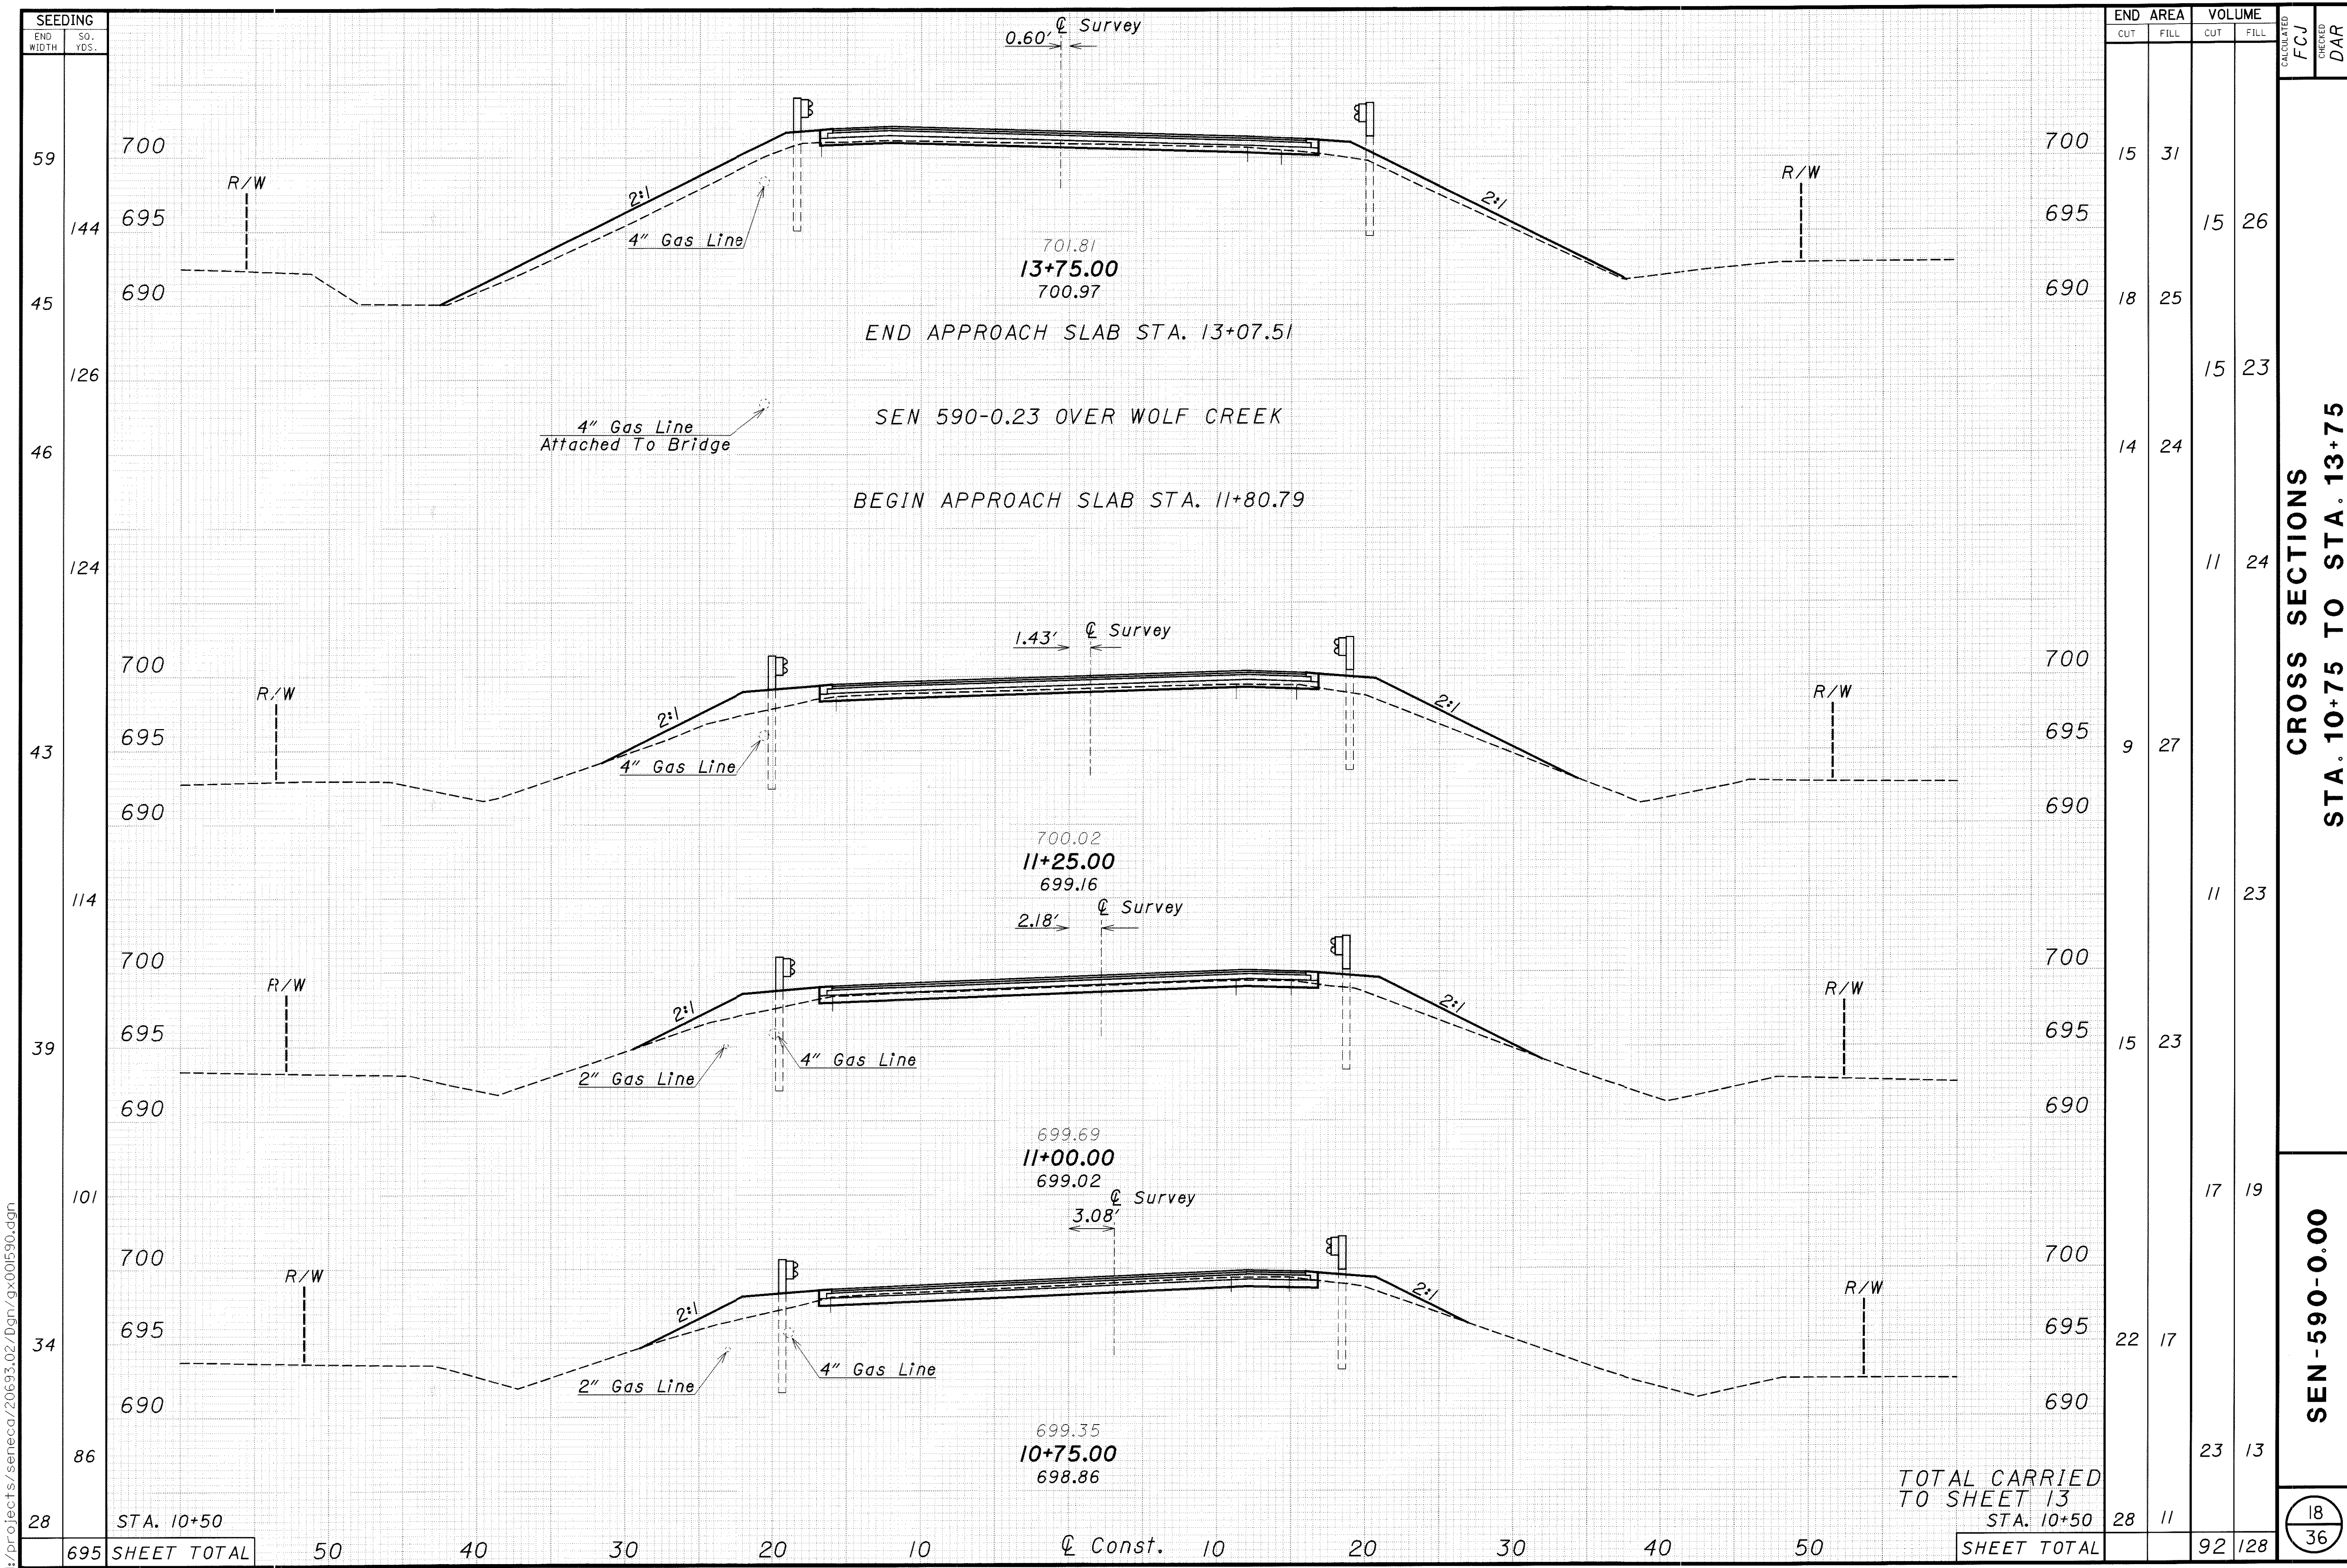 SEEDING
END WIDTH
SQ. YDS.
END AREA
VOLUME
CUT
FILL
CUT
FILL
CALCULATED
FCJ
CHECKED
DAR
℄ Survey
0.60'
59
700
700
15
31
R/W
R/W
2:1
2:1
144
695
695
15
26
4" Gas Line
701.81
13+75.00
700.97
45
690
690
18
25
END APPROACH SLAB STA. 13+07.51
126
15
23
SEN 590-0.23 OVER WOLF CREEK
4" Gas Line
Attached To Bridge
46
14
24
BEGIN APPROACH SLAB STA. 11+80.79
124
11
24
1.43'
℄ Survey
700
700
R/W
R/W
2:1
2:1
43
695
695
9
27
4" Gas Line
690
690
700.02
11+25.00
699.16
114
11
23
2.18'
℄ Survey
700
700
R/W
R/W
2:1
2:1
39
695
695
15
23
4" Gas Line
2" Gas Line
690
690
699.69
11+00.00
699.02
101
17
19
℄ Survey
3.08'
700
700
R/W
R/W
2:1
2:1
34
695
695
22
17
4" Gas Line
2" Gas Line
690
690
699.35
10+75.00
698.86
86
23
13
TOTAL CARRIED
TO SHEET 13
28
STA. 10+50
STA. 10+50
28
11
695
SHEET TOTAL
50
40
30
20
10
℄ Const.
10
20
30
40
50
SHEET TOTAL
92
128
CROSS SECTIONS
STA. 10+75 TO STA. 13+75
SEN-590-0.00
18
36
:/projects/seneca/20693.02/Dgn/gx001590.dgn